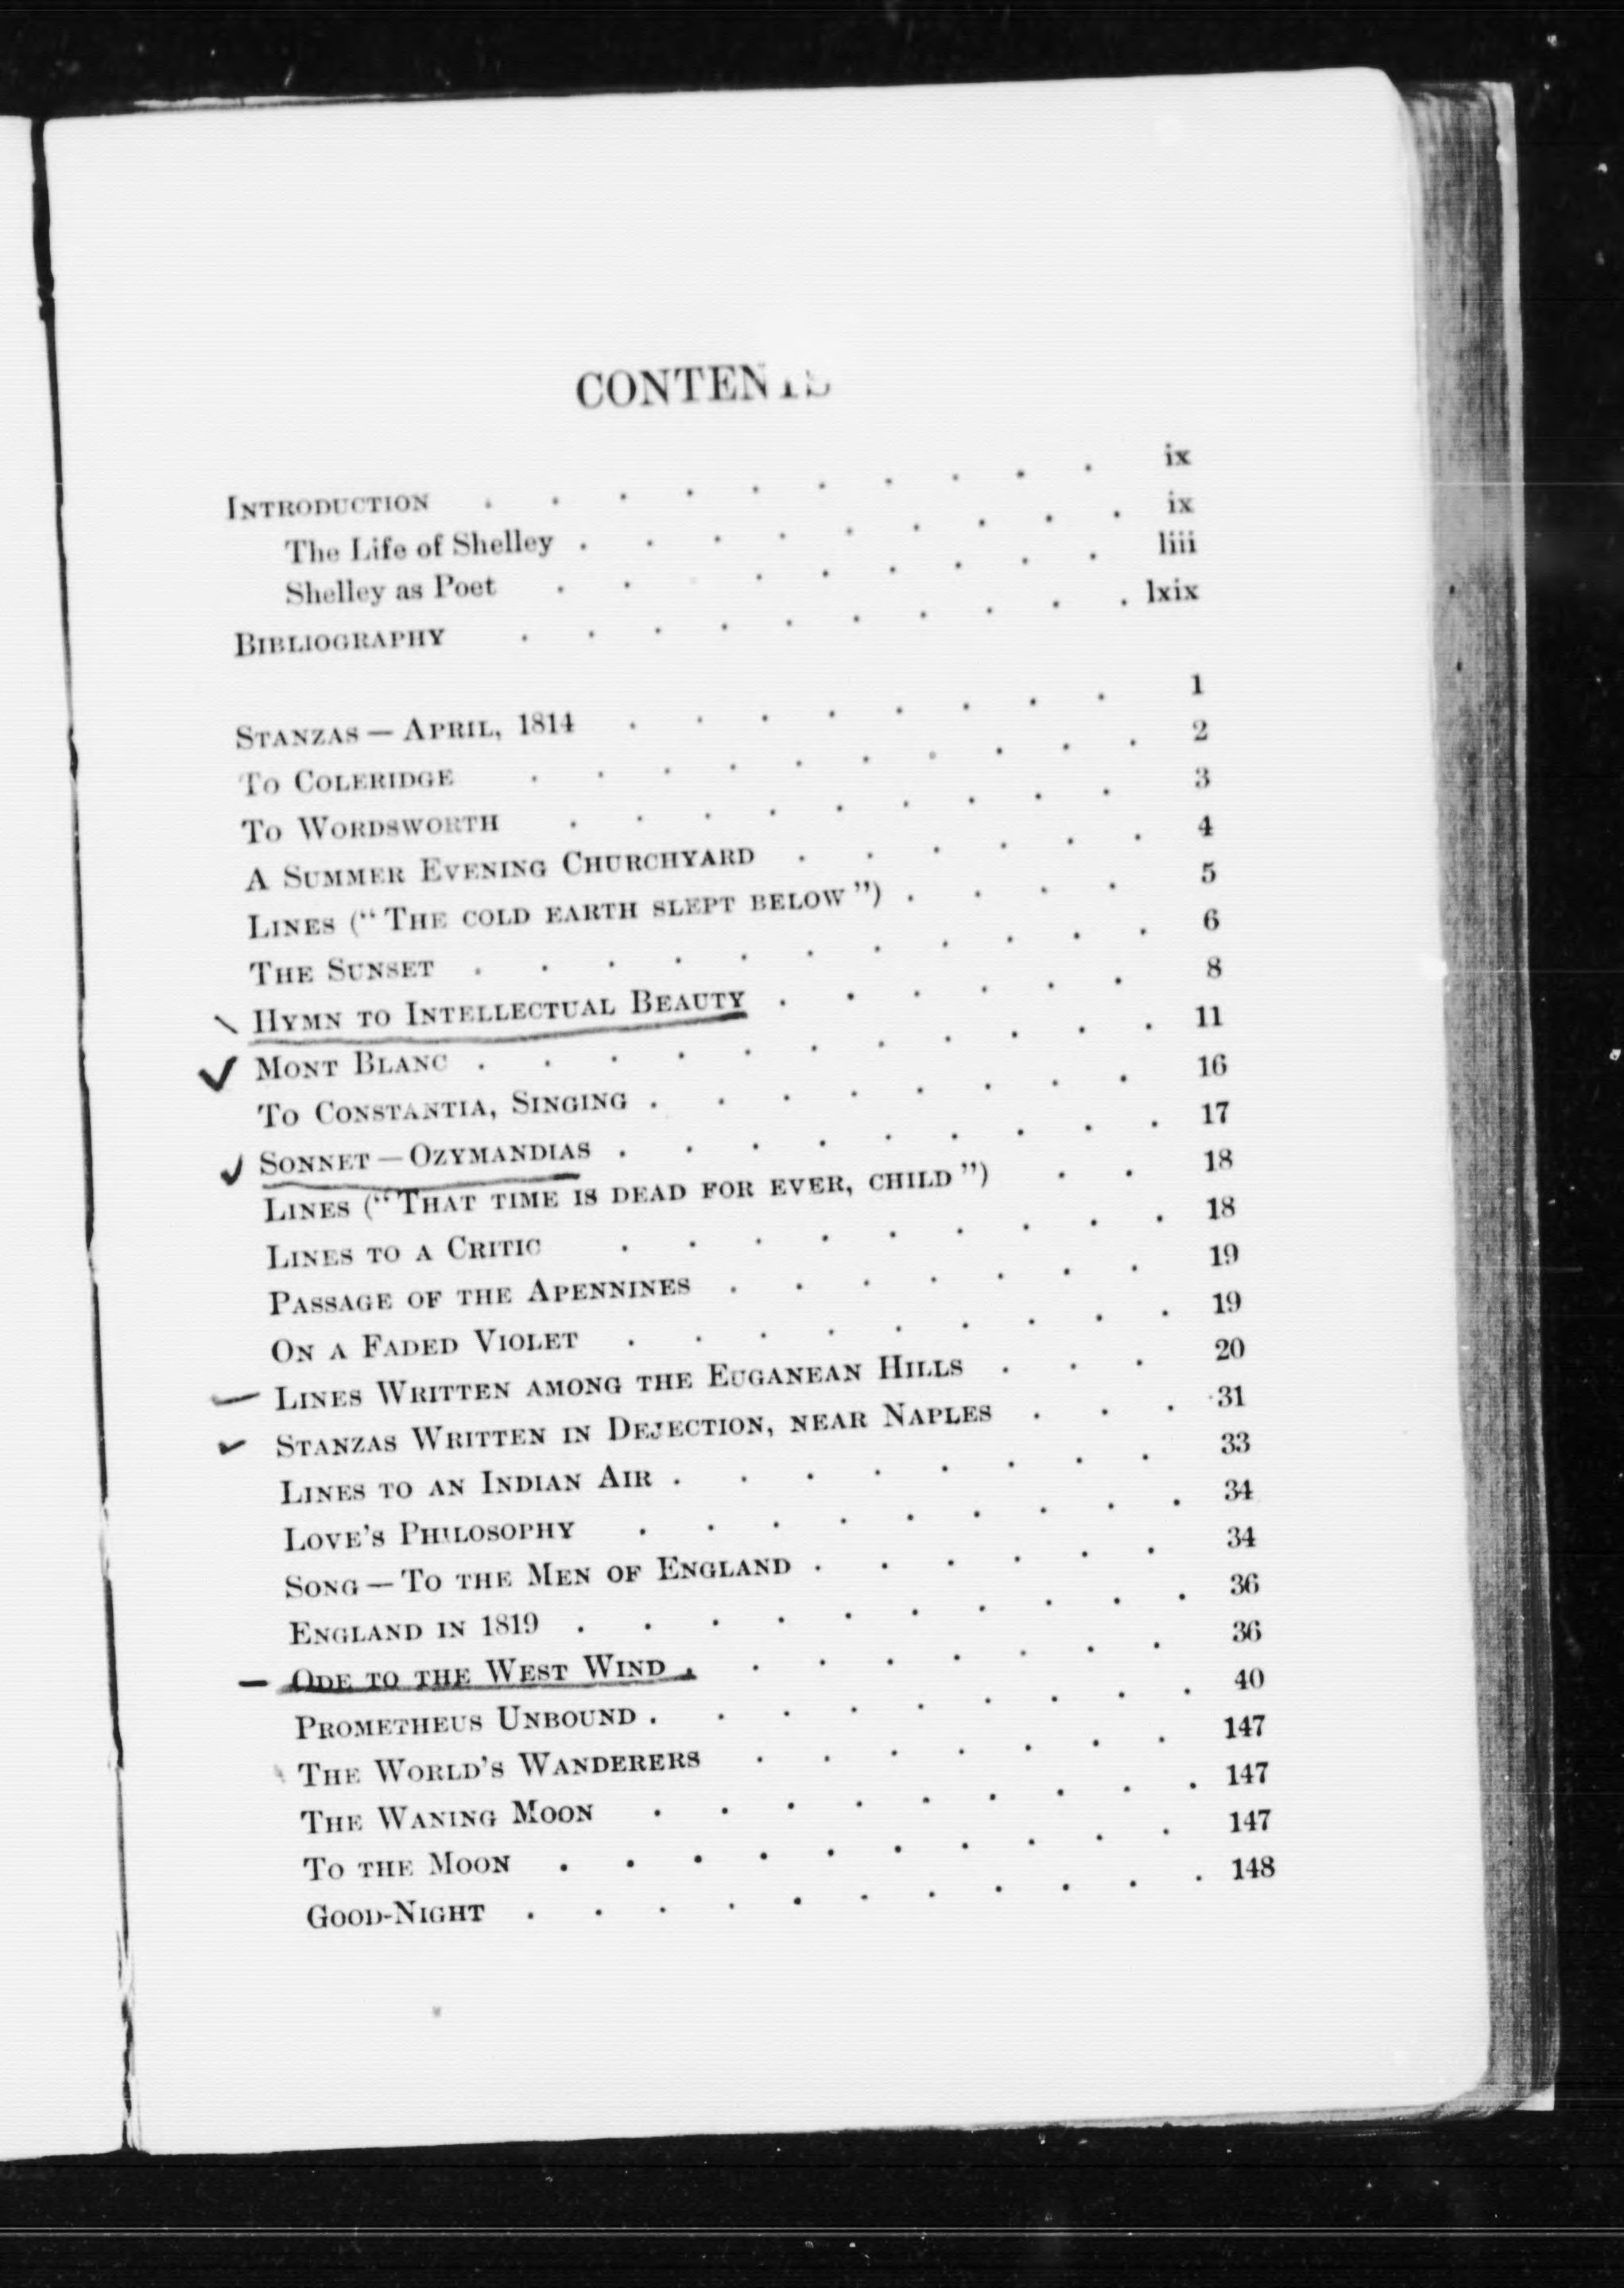 CONTENTS
INTRODUCTION . . . . . . . . . . ix
The Life of Shelley . . . . . . . . . ix
Shelley as Poet . . . . . . . . liii
BIBLIOGRAPHY . . . . . . . . . . lxix
STANZAS — APRIL, 1814 . . . . . . . . 1
TO COLERIDGE . . . . . . . . . . 2
TO WORDSWORTH . . . . . . . . . 3
A SUMMER EVENING CHURCHYARD . . . . . . 4
LINES (“THE COLD EARTH SLEPT BELOW”) . . . . 5
THE SUNSET . . . . . . . . . . . 6
HYMN TO INTELLECTUAL BEAUTY . . . . . . 8
MONT BLANC . . . . . . . . . . . 11
TO CONSTANTIA, SINGING . . . . . . . . 16
SONNET — OZYMANDIAS . . . . . . . . . 17
LINES (“THAT TIME IS DEAD FOR EVER, CHILD”) . . 18
LINES TO A CRITIC . . . . . . . . . 18
PASSAGE OF THE APENNINES . . . . . . . 19
ON A FADED VIOLET . . . . . . . . . 19
LINES WRITTEN AMONG THE EUGANEAN HILLS . . . 20
STANZAS WRITTEN IN DEJECTION, NEAR NAPLES . . . 31
LINES TO AN INDIAN AIR . . . . . . . . 33
LOVE’S PHILOSOPHY . . . . . . . . . 34
SONG — TO THE MEN OF ENGLAND . . . . . . 34
ENGLAND IN 1819 . . . . . . . . . . 36
ODE TO THE WEST WIND . . . . . . . . 36
PROMETHEUS UNBOUND . . . . . . . . . 40
THE WORLD’S WANDERERS . . . . . . . 147
THE WANING MOON . . . . . . . . . 147
TO THE MOON . . . . . . . . . . 147
GOOD-NIGHT . . . . . . . . . . . 148